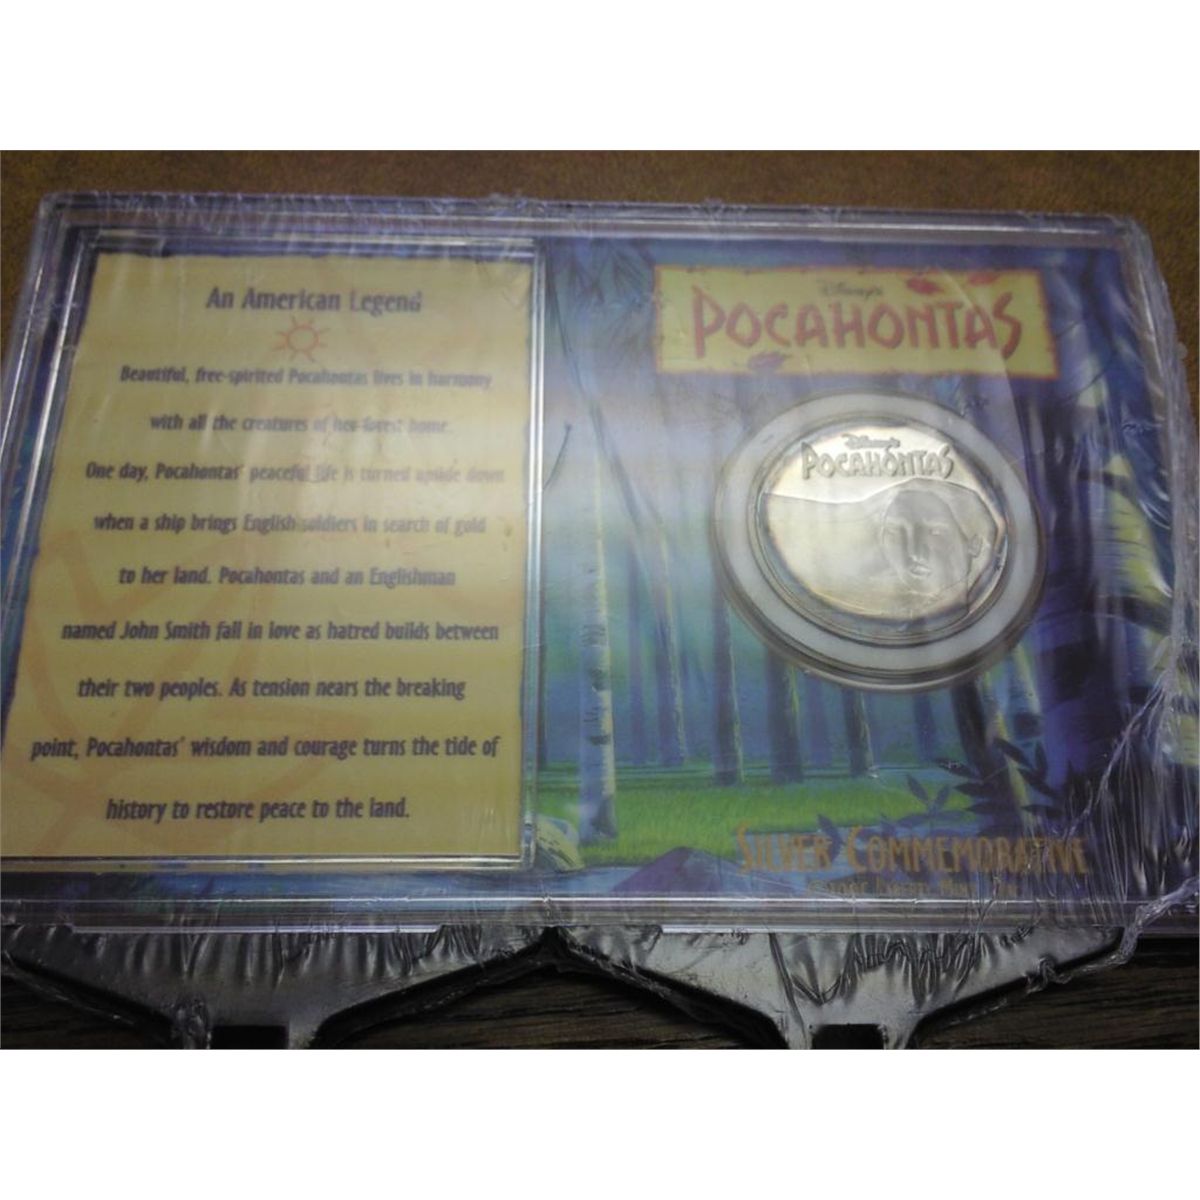 An American Legend
Beautiful, free-spirited Pocahontas lives in harmony
with all the creatures of her forest home.
One day, Pocahontas' peaceful life is turned upside down
when a ship brings English soldiers in search of gold
to her land. Pocahontas and an Englishman
named John Smith fall in love as hatred builds between
their two peoples. As tension nears the breaking
point, Pocahontas' wisdom and courage turns the tide of
history to restore peace to the land.
Disney's
POCAHONTAS
Disney's
POCAHONTAS
SILVER COMMEMORATIVE
LIBERTY MINT